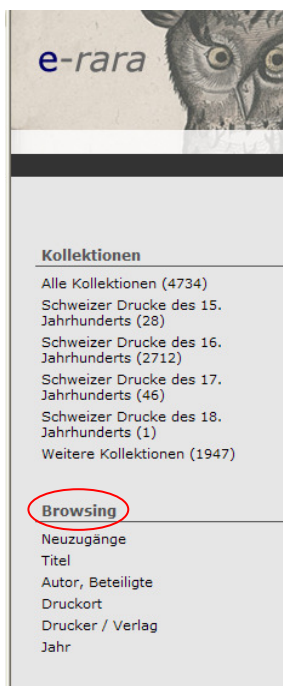 e-rara
Kollektionen
Alle Kollektionen (4734)
Schweizer Drucke des 15.
Jahrhunderts (28)
Schweizer Drucke des 16.
Jahrhunderts (2712)
Schweizer Drucke des 17.
Jahrhunderts (46)
Schweizer Drucke des 18.
Jahrhunderts (1)
Weitere Kollektionen (1947)
Browsing
Neuzugänge
Titel
Autor, Beteiligte
Druckort
Drucker / Verlag
Jahr